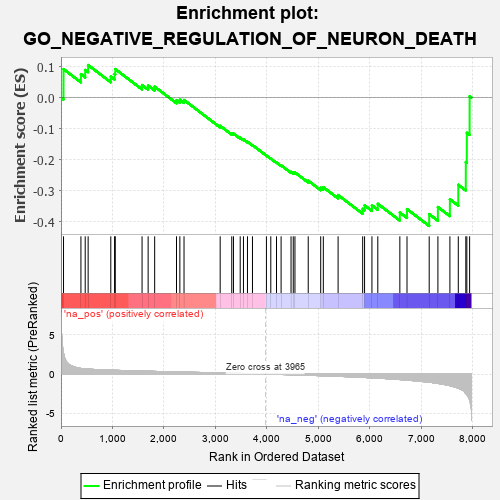 Enrichment plot:
GO_NEGATIVE_REGULATION_OF_NEURON_DEATH
Enrichment score (ES)
0.1
0.0
-0.1
-0.2
-0.3
-0.4
'na_pos' (positively correlated)
Ranked list metric (PreRanked)
5
0
-5
Zero cross at 3965
'na_neg' (negatively correlated)
0
1,000
2,000
3,000
4,000
5,000
6,000
7,000
8,000
Rank in Ordered Dataset
Enrichment profile
Hits
Ranking metric scores